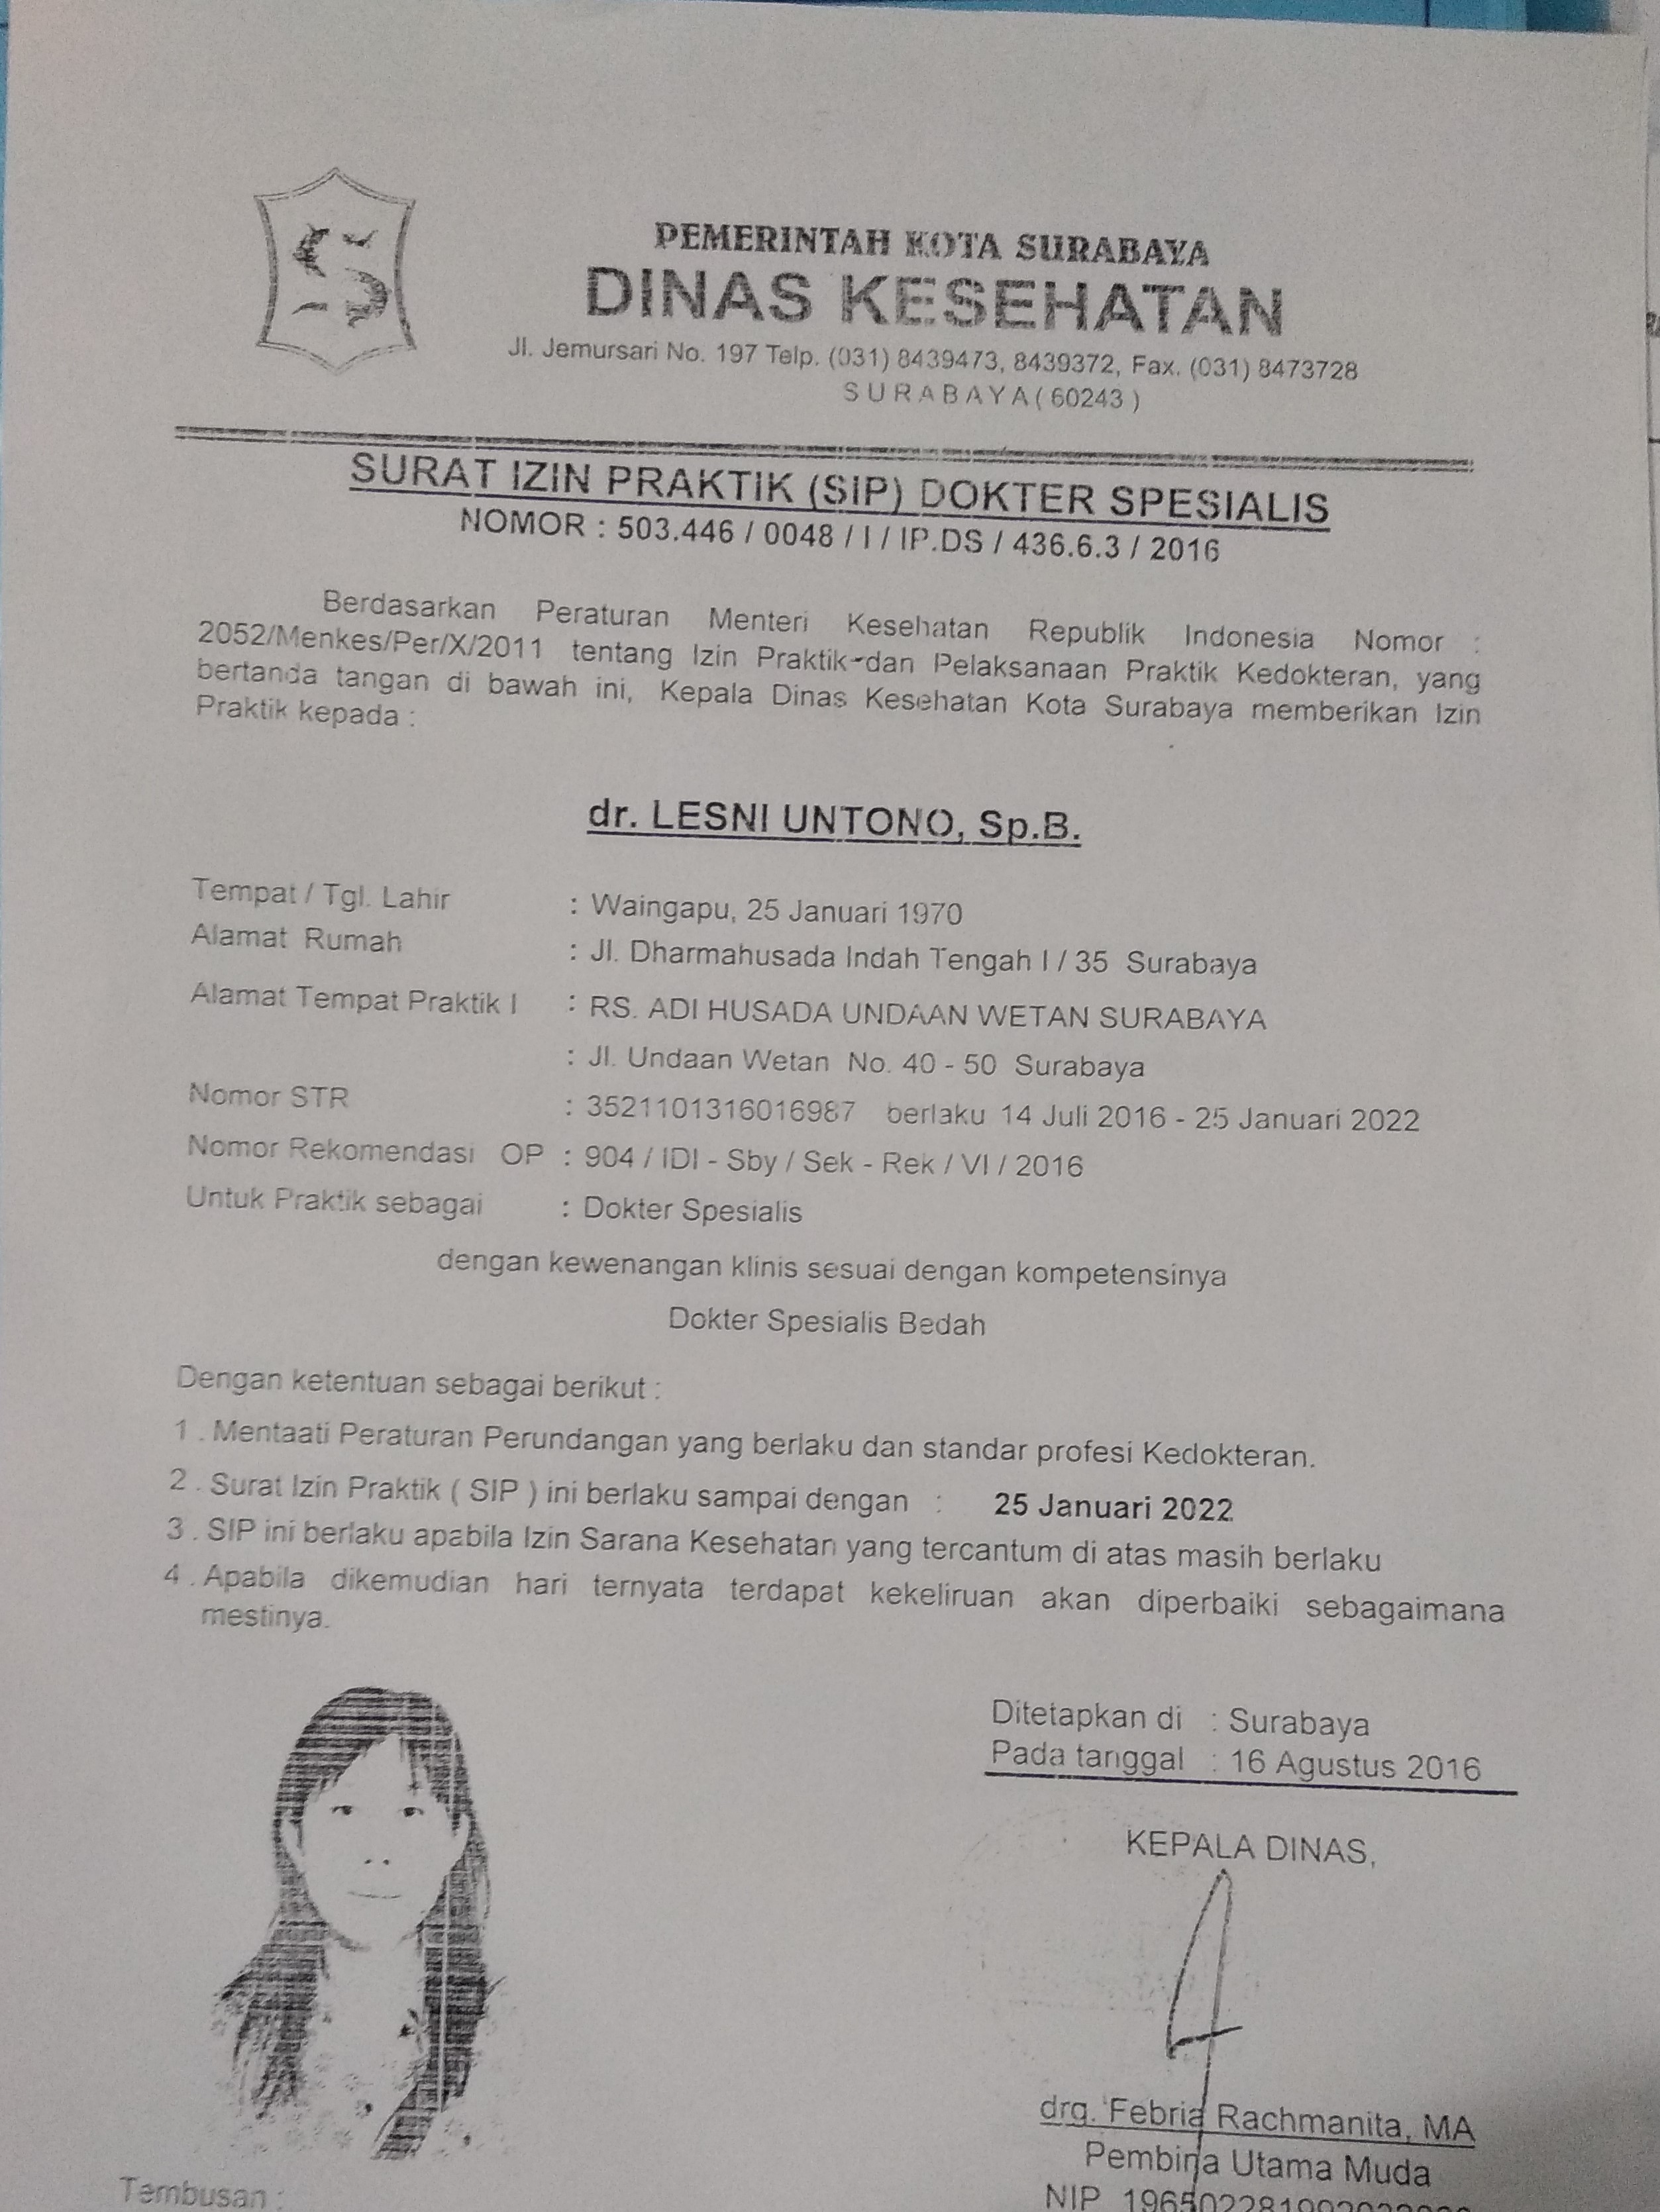 PEMERINTAH KOTA SURABAYA
DINAS KESEHATAN
Jl. Jemursari No. 197 Telp. (031) 8439473, 8439372, Fax. (031) 8473728
SURABAYA ( 60243 )
SURAT IZIN PRAKTIK (SIP) DOKTER SPESIALIS
NOMOR : 503.446 / 0048 / I / IP.DS / 436.6.3 / 2016
Berdasarkan Peraturan Menteri Kesehatan Republik Indonesia Nomor :
2052/Menkes/Per/X/2011 tentang Izin Praktik dan Pelaksanaan Praktik Kedokteran, yang
bertanda tangan di bawah ini, Kepala Dinas Kesehatan Kota Surabaya memberikan Izin
Praktik kepada :
dr. LESNI UNTONO, Sp.B.
Tempat / Tgl. Lahir : Waingapu, 25 Januari 1970
Alamat Rumah : Jl. Dharmahusada Indah Tengah I / 35 Surabaya
Alamat Tempat Praktik I : RS. ADI HUSADA UNDAAN WETAN SURABAYA
: Jl. Undaan Wetan No. 40 - 50 Surabaya
Nomor STR : 3521101316016987 berlaku 14 Juli 2016 - 25 Januari 2022
Nomor Rekomendasi OP : 904 / IDI - Sby / Sek - Rek / VI / 2016
Untuk Praktik sebagai : Dokter Spesialis
dengan kewenangan klinis sesuai dengan kompetensinya
Dokter Spesialis Bedah
Dengan ketentuan sebagai berikut :
1 . Mentaati Peraturan Perundangan yang berlaku dan standar profesi Kedokteran.
2 . Surat Izin Praktik ( SIP ) ini berlaku sampai dengan : 25 Januari 2022
3 . SIP ini berlaku apabila Izin Sarana Kesehatan yang tercantum di atas masih berlaku
4 . Apabila dikemudian hari ternyata terdapat kekeliruan akan diperbaiki sebagaimana
mestinya.
Ditetapkan di : Surabaya
Pada tanggal : 16 Agustus 2016
KEPALA DINAS,
drg. Febria Rachmanita, MA
Pembina Utama Muda
NIP
Tembusan :